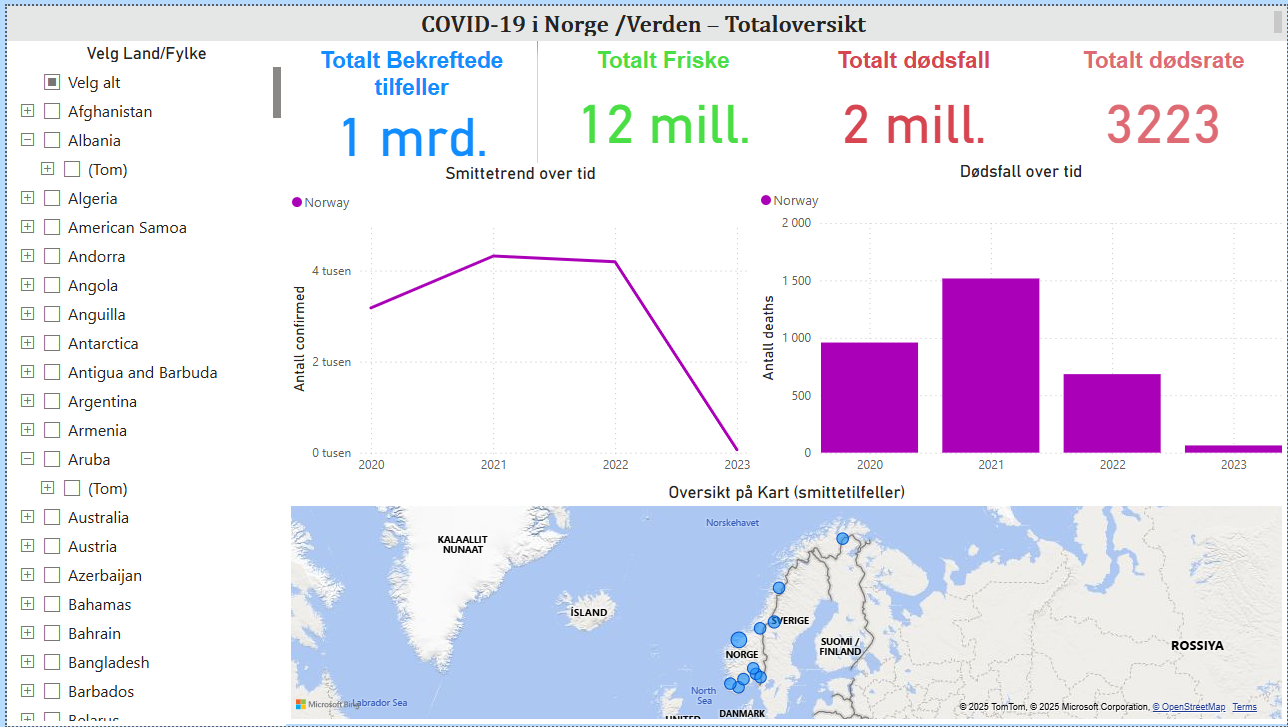 COVID-19 i Norge /Verden – Totaloversikt
Velg Land/Fylke
Velg alt
Afghanistan
Albania
(Tom)
Algeria
American Samoa
Andorra
Angola
Anguilla
Antarctica
Antigua and Barbuda
Argentina
Armenia
Aruba
(Tom)
Australia
Austria
Azerbaijan
Bahamas
Bahrain
Bangladesh
Barbados
Belarus
Totalt Bekreftede
tilfeller
1 mrd.
Totalt Friske
12 mill.
Totalt dødsfall
2 mill.
Totalt dødsrate
3223
Smittetrend over tid
Norway
Antall confirmed
4 tusen
2 tusen
0 tusen
2020 2021 2022 2023
Dødsfall over tid
Norway
Antall deaths
2 000
1 500
1 000
500
0
2020 2021 2022 2023
Oversikt på Kart (smittetilfeller)
Norskehavet
KALAALLIT
NUNAAT
ÍSLAND
SVERIGE
SUOMI /
FINLAND
NORGE
ROSSIYA
North
Sea
DANMARK
UNITED
Labrador Sea
Microsoft Bing
© 2025 TomTom, © 2025 Microsoft Corporation, © OpenStreetMap Terms